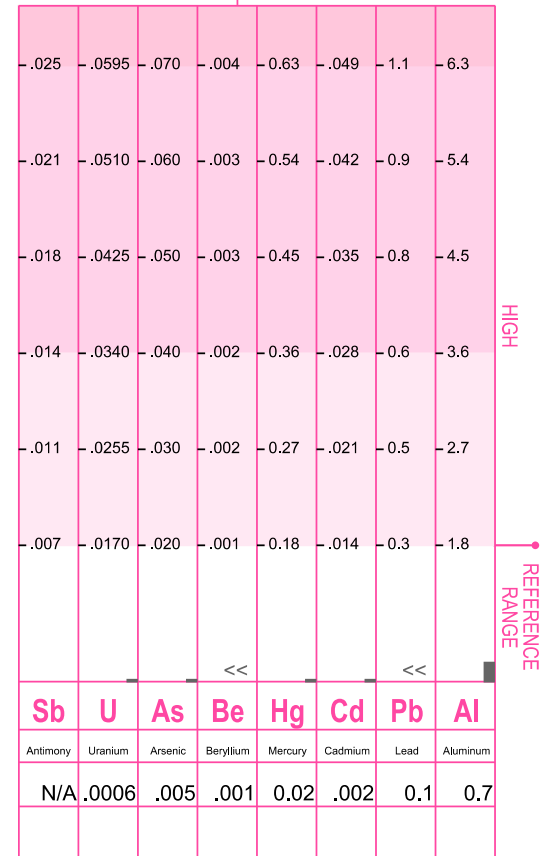 .025 .0595 .070 .004 0.63 .049 1.1 6.3
.021 .0510 .060 .003 0.54 .042 0.9 5.4
.018 .0425 .050 .003 0.45 .035 0.8 4.5
HIGH
.014 .0340 .040 .002 0.36 .028 0.6 3.6
.011 .0255 .030 .002 0.27 .021 0.5 2.7
.007 .0170 .020 .001 0.18 .014 0.3 1.8
REFERENCE
RANGE
<< <<
Sb U As Be Hg Cd Pb Al
Antimony Uranium Arsenic Beryllium Mercury Cadmium Lead Aluminum
N/A .0006 .005 .001 0.02 .002 0.1 0.7